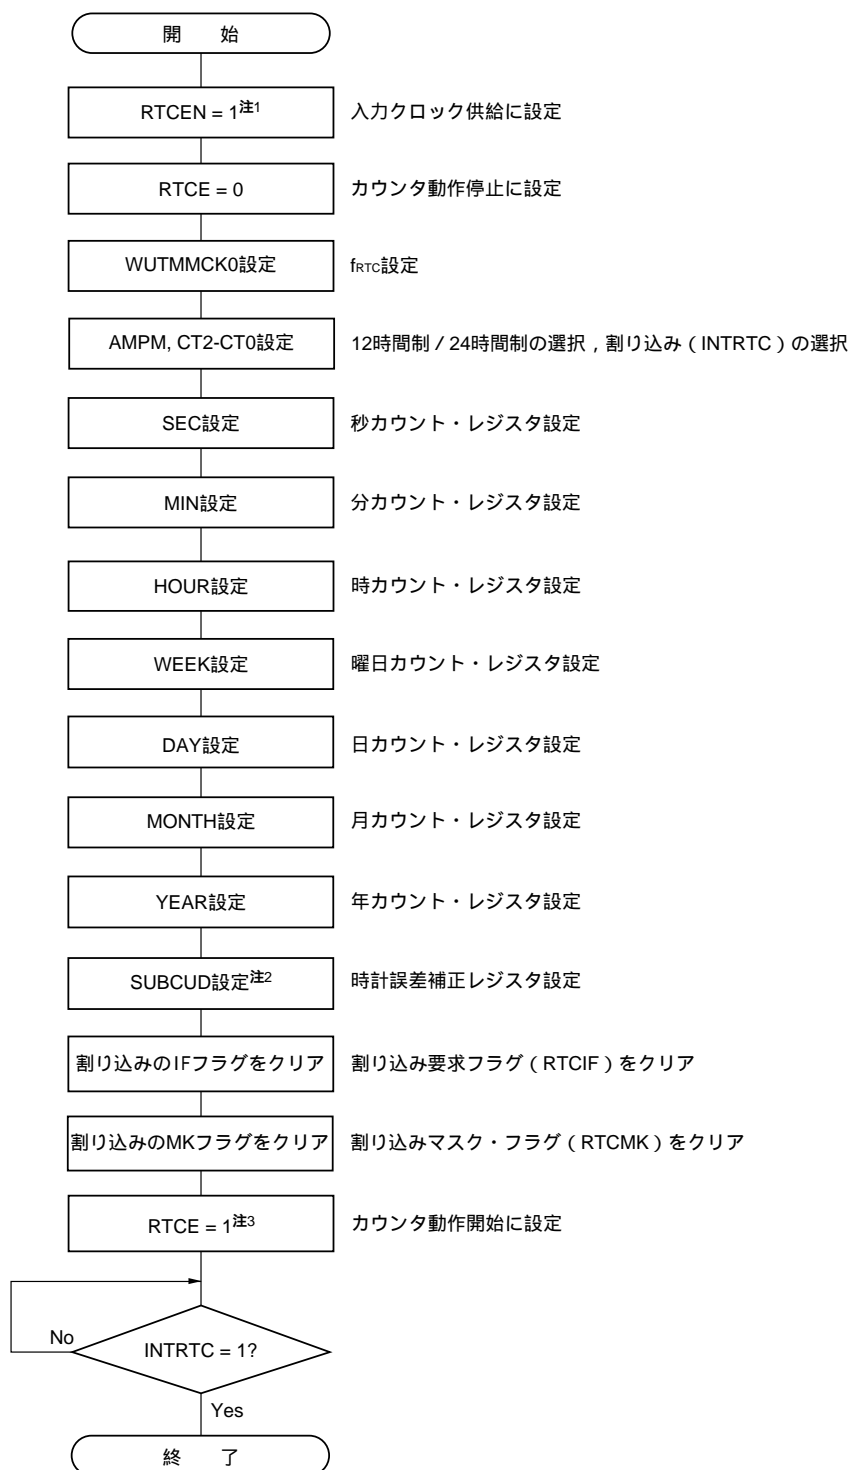 開　始
RTCEN = 1注1 入力クロック供給に設定
RTCE = 0 カウンタ動作停止に設定
WUTMMCK0設定 fRTC設定
AMPM, CT2-CT0設定 12時間制／24時間制の選択，割り込み（INTRTC）の選択
SEC設定 秒カウント・レジスタ設定
MIN設定 分カウント・レジスタ設定
HOUR設定 時カウント・レジスタ設定
WEEK設定 曜日カウント・レジスタ設定
DAY設定 日カウント・レジスタ設定
MONTH設定 月カウント・レジスタ設定
YEAR設定 年カウント・レジスタ設定
SUBCUD設定注2 時計誤差補正レジスタ設定
割り込みのIFフラグをクリア 割り込み要求フラグ（RTCIF）をクリア
割り込みのMKフラグをクリア 割り込みマスク・フラグ（RTCMK）をクリア
RTCE = 1注3 カウンタ動作開始に設定
No
INTRTC = 1?
Yes
終　了